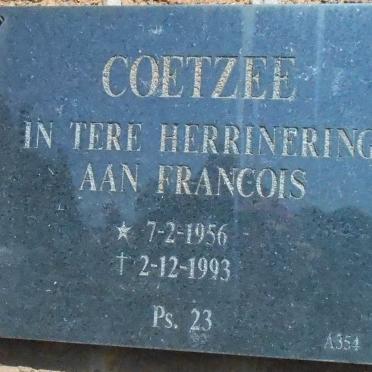 COETZEE
IN TERE HERRINERING
AAN FRANCOIS
★ 7-2-1956
† 2-12-1993
Ps. 23
A354